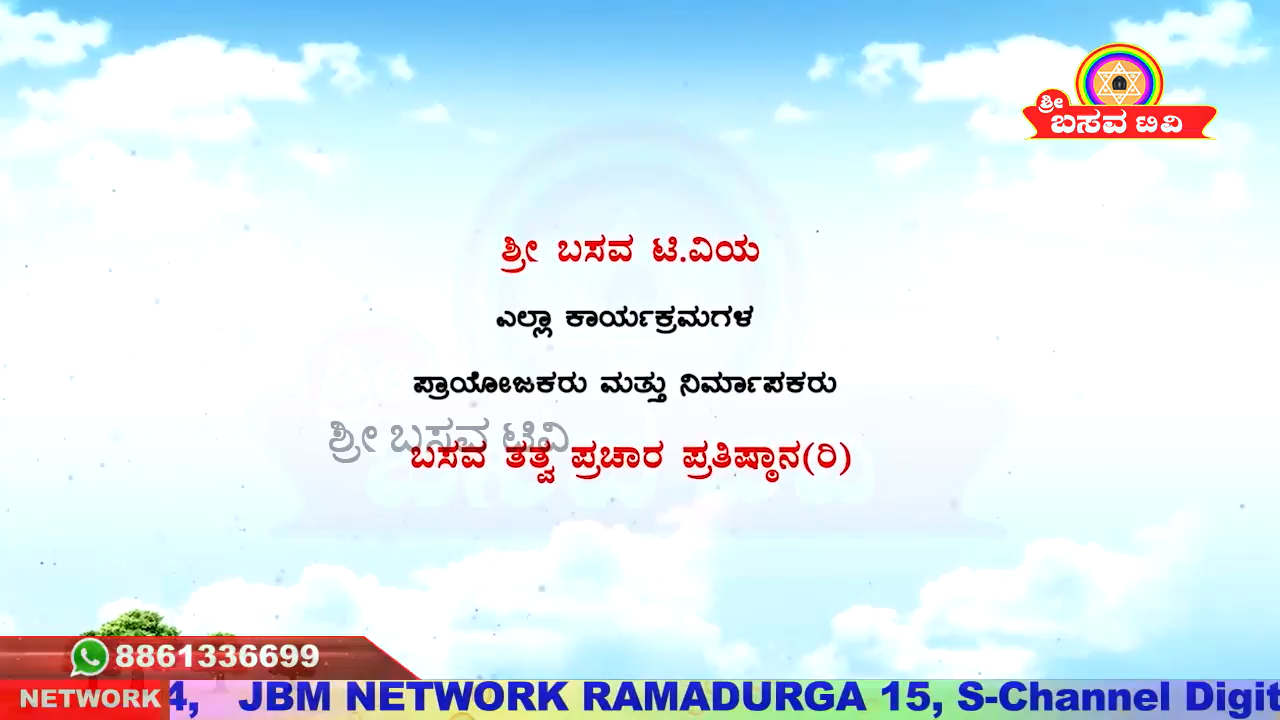 ಶ್ರೀ
ಬಸವ ಟಿವಿ
ಶ್ರೀ ಬಸವ ಟಿ.ವಿಯ
ಎಲ್ಲಾ ಕಾರ್ಯಕ್ರಮಗಳ
ಪ್ರಾಯೋಜಕರು ಮತ್ತು ನಿರ್ಮಾಪಕರು
ಶ್ರೀ ಬಸವ ಟಿವಿ
ಬಸವ ತತ್ವ ಪ್ರಚಾರ ಪ್ರತಿಷ್ಠಾನ(ರಿ)
8861336699
NETWORK 4, JBM NETWORK RAMADURGA 15, S-Channel Digit